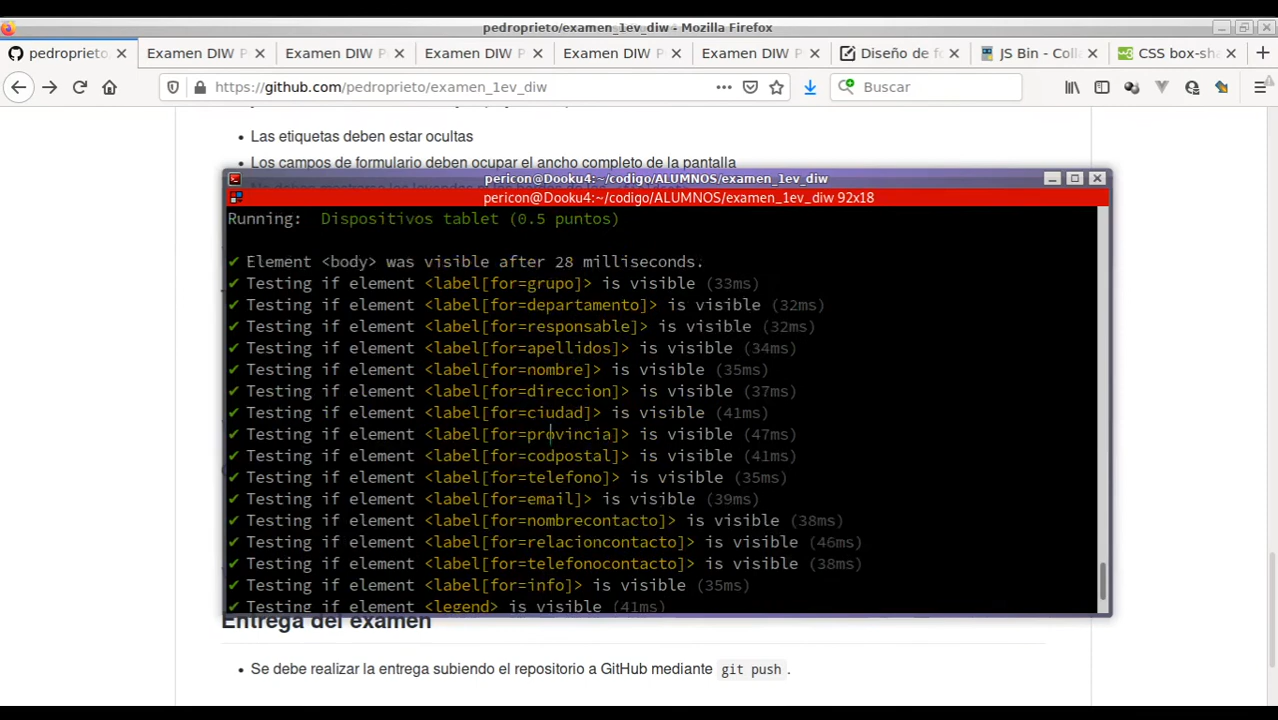 pedroprieto/examen_1ev_diw - Mozilla Firefox
pedroprieto
Examen DIW P
Examen DIW P
Examen DIW P
Examen DIW P
Examen DIW P
Diseño de fo
JS Bin - Colla
CSS box-sha
https://github.com/pedroprieto/examen_1ev_diw
Buscar
Las etiquetas deben estar ocultas
Los campos de formulario deben ocupar el ancho completo de la pantalla
pericon@Dooku4:~/codigo/ALUMNOS/examen_1ev_diw
pericon@Dooku4:~/codigo/ALUMNOS/examen_1ev_diw 92x18
Running:  Dispositivos tablet (0.5 puntos)
✔ Element <body> was visible after 28 milliseconds.
✔ Testing if element <label[for=grupo]> is visible (33ms)
✔ Testing if element <label[for=departamento]> is visible (32ms)
✔ Testing if element <label[for=responsable]> is visible (32ms)
✔ Testing if element <label[for=apellidos]> is visible (34ms)
✔ Testing if element <label[for=nombre]> is visible (35ms)
✔ Testing if element <label[for=direccion]> is visible (37ms)
✔ Testing if element <label[for=ciudad]> is visible (41ms)
✔ Testing if element <label[for=provincia]> is visible (47ms)
✔ Testing if element <label[for=codpostal]> is visible (41ms)
✔ Testing if element <label[for=telefono]> is visible (35ms)
✔ Testing if element <label[for=email]> is visible (39ms)
✔ Testing if element <label[for=nombrecontacto]> is visible (38ms)
✔ Testing if element <label[for=relacioncontacto]> is visible (46ms)
✔ Testing if element <label[for=telefonocontacto]> is visible (38ms)
✔ Testing if element <label[for=info]> is visible (35ms)
✔ Testing if element <legend> is visible (41ms)
Entrega del examen
Se debe realizar la entrega subiendo el repositorio a GitHub mediante git push.